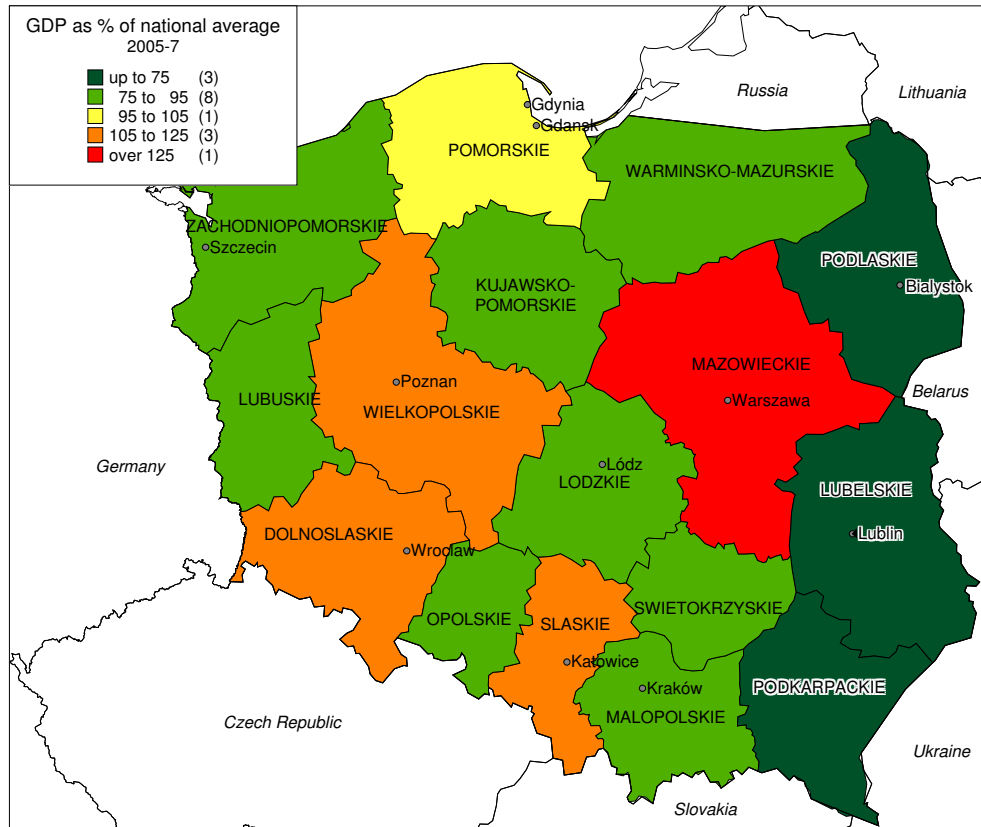 GDP as % of national average
2005-7
up to 75 (3)
75 to 95 (8)
95 to 105 (1)
105 to 125 (3)
over 125 (1)
Russia
Lithuania
Gdynia
Gdansk
POMORSKIE
WARMINSKO-MAZURSKIE
ZACHODNIOPOMORSKIE
Szczecin
PODLASKIE
Bialystok
KUJAWSKO-
POMORSKIE
MAZOWIECKIE
Poznan
LUBUSKIE
Warszawa
Belarus
WIELKOPOLSKIE
Germany
Lódz
LODZKIE
LUBELSKIE
Lublin
DOLNOSLASKIE
Wroclaw
SWIETOKRZYSKIE
OPOLSKIE
SLASKIE
Katowice
Kraków
PODKARPACKIE
MALOPOLSKIE
Czech Republic
Ukraine
Slovakia